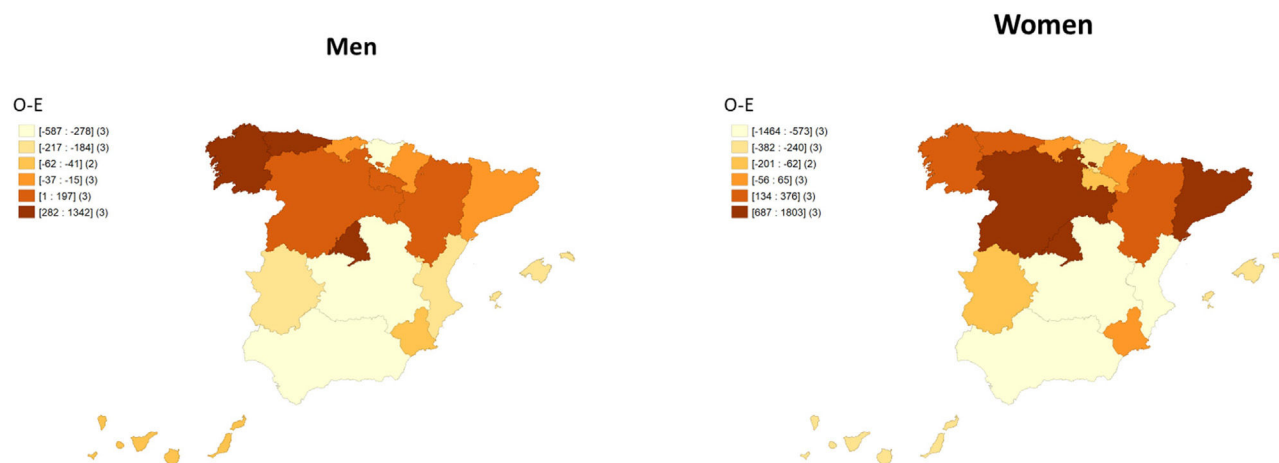 Men
O-E
[-587 : -278] (3)
[-217 : -184] (3)
[-62 : -41] (2)
[-37 : -15] (3)
[1 : 197] (3)
[282 : 1342] (3)
Women
O-E
[-1464 : -573] (3)
[-382 : -240] (3)
[-201 : -62] (2)
[-56 : 65] (3)
[134 : 376] (3)
[687 : 1803] (3)